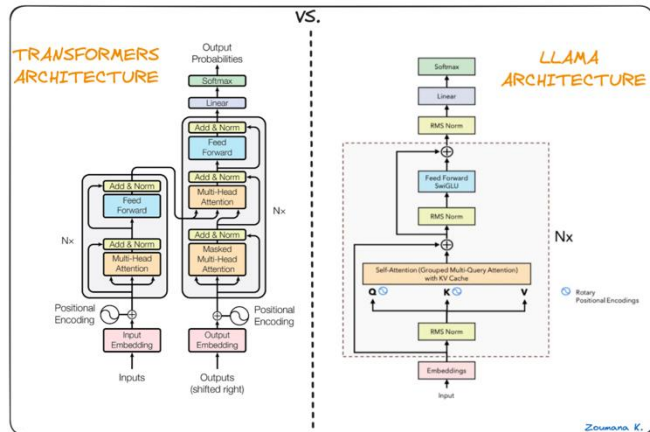 VS.
TRANSFORMERS
ARCHITECTURE
Output
Probabilities
Softmax
Linear
Add & Norm
Feed
Forward
Add & Norm
Multi-Head
Attention
Add & Norm
Feed
Forward
Nx
Add & Norm
Multi-Head
Attention
Add & Norm
Masked
Multi-Head
Attention
Nx
Positional
Encoding
Positional
Encoding
Input
Embedding
Output
Embedding
Inputs
Outputs
(shifted right)
LLAMA
ARCHITECTURE
Softmax
Linear
RMS Norm
Feed Forward
SwiGLU
RMS Norm
Nx
Self-Attention (Grouped Multi-Query Attention)
with KV Cache
Q
K
V
Rotary
Positional Encodings
RMS Norm
Embeddings
Input
Zoumana K.